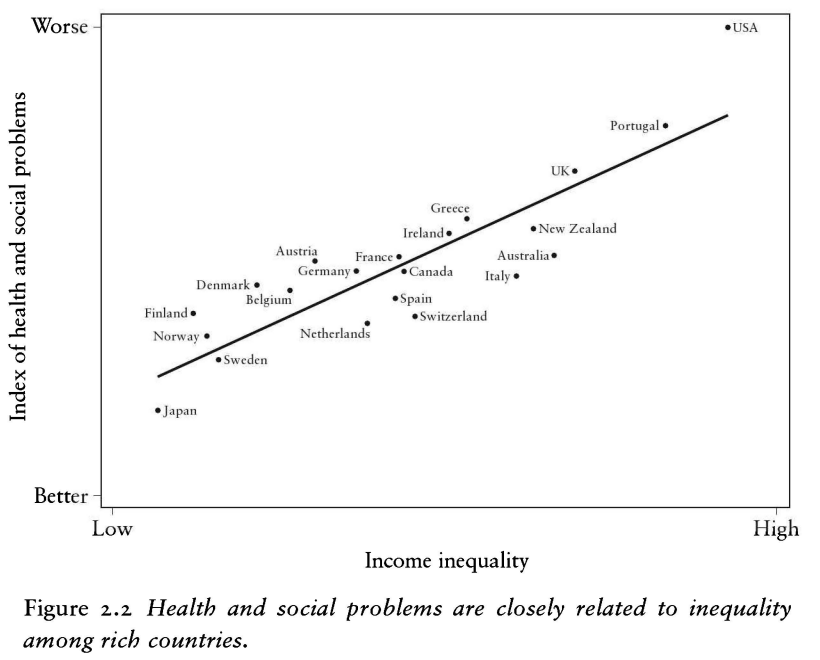 Worse
USA
Portugal
UK
Greece
Ireland
New Zealand
Austria
France
Australia
Germany
Canada
Italy
Denmark
Belgium
Spain
Finland
Switzerland
Norway
Netherlands
Sweden
Japan
Index of health and social problems
Better
Low
High
Income inequality
Figure 2.2 Health and social problems are closely related to inequality
among rich countries.